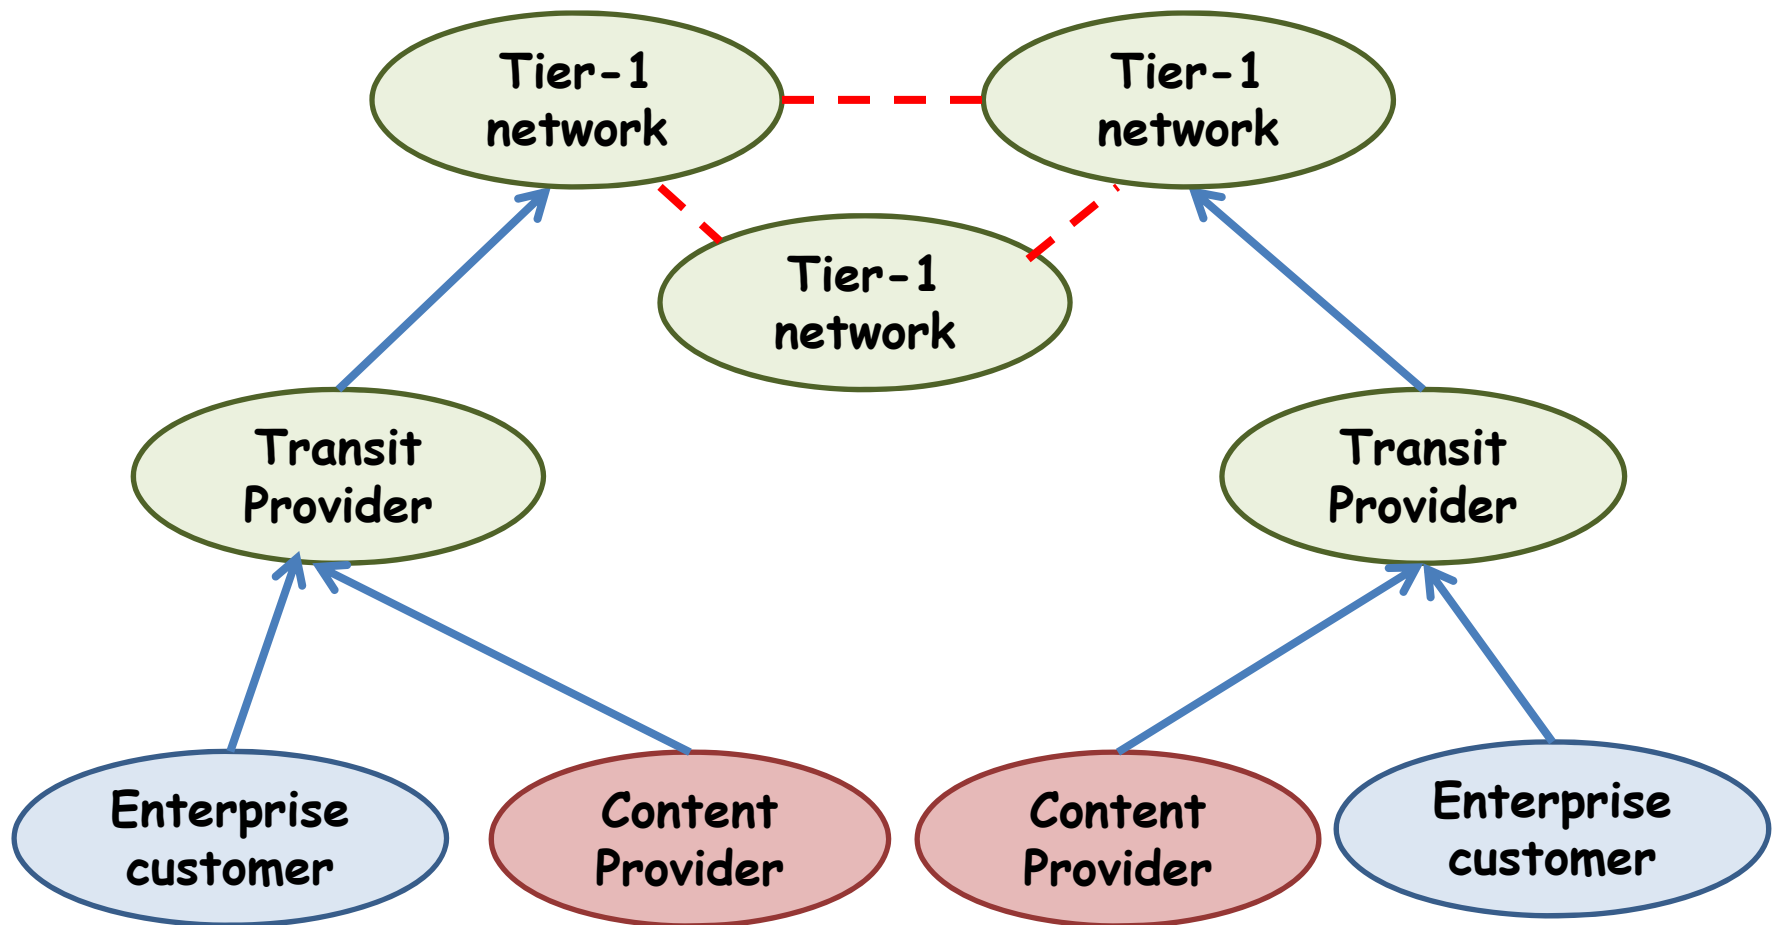 Tier-1
network
Tier-1
network
Tier-1
network
Transit
Provider
Transit
Provider
Enterprise
customer
Content
Provider
Content
Provider
Enterprise
customer